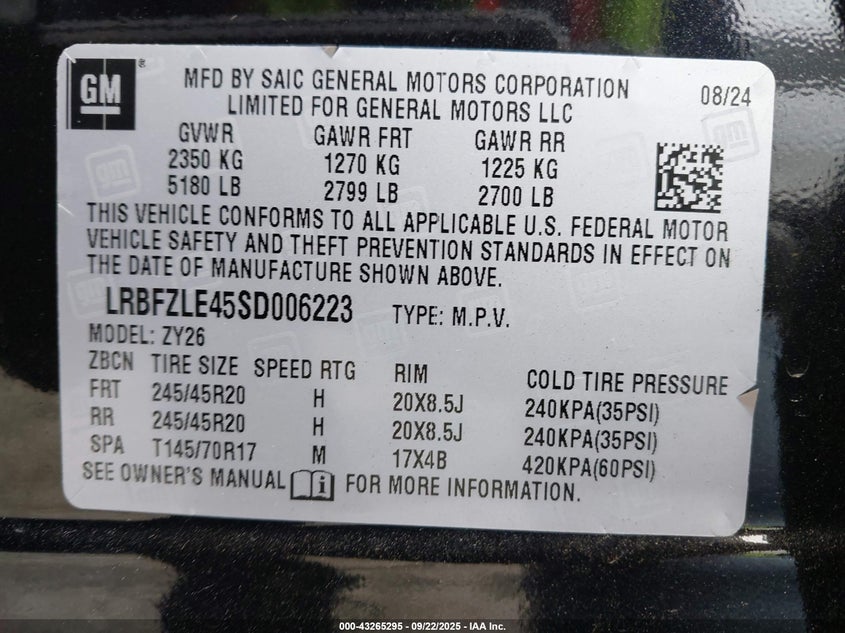 GM ®
MFD BY SAIC GENERAL MOTORS CORPORATION 08/24
LIMITED FOR GENERAL MOTORS LLC
GVWR GAWR FRT GAWR RR
2350 KG 1270 KG 1225 KG
5180 LB 2799 LB 2700 LB
THIS VEHICLE CONFORMS TO ALL APPLICABLE U.S. FEDERAL MOTOR
VEHICLE SAFETY AND THEFT PREVENTION STANDARDS IN EFFECT ON
THE DATE OF MANUFACTURE SHOWN ABOVE.
LRBFZLE45SD006223 TYPE: M.P.V.
MODEL: ZY26
ZBCN TIRE SIZE SPEED RTG RIM COLD TIRE PRESSURE
FRT 245/45R20 H 20X8.5J 240KPA(35PSI)
RR 245/45R20 H 20X8.5J 240KPA(35PSI)
SPA T145/70R17 M 17X4B 420KPA(60PSI)
SEE OWNER'S MANUAL i FOR MORE INFORMATION.
000-43265295 - 09/22/2025 - IAA Inc.